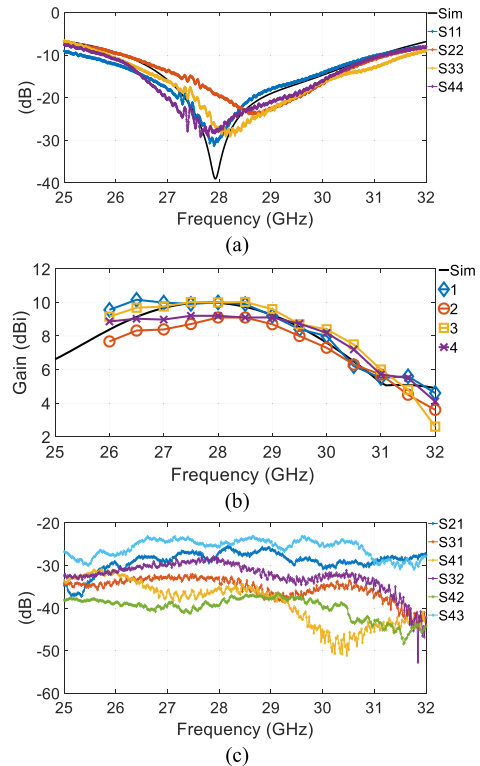 0
-10
-20
-30
-40
(dB)
25 26 27 28 29 30 31 32
Frequency (GHz)
Sim
S11
S22
S33
S44
(a)
12
10
8
6
4
2
Gain (dBi)
25 26 27 28 29 30 31 32
Frequency (GHz)
Sim
1
2
3
4
(b)
-20
-30
-40
-50
-60
(dB)
25 26 27 28 29 30 31 32
Frequency (GHz)
S21
S31
S41
S32
S42
S43
(c)